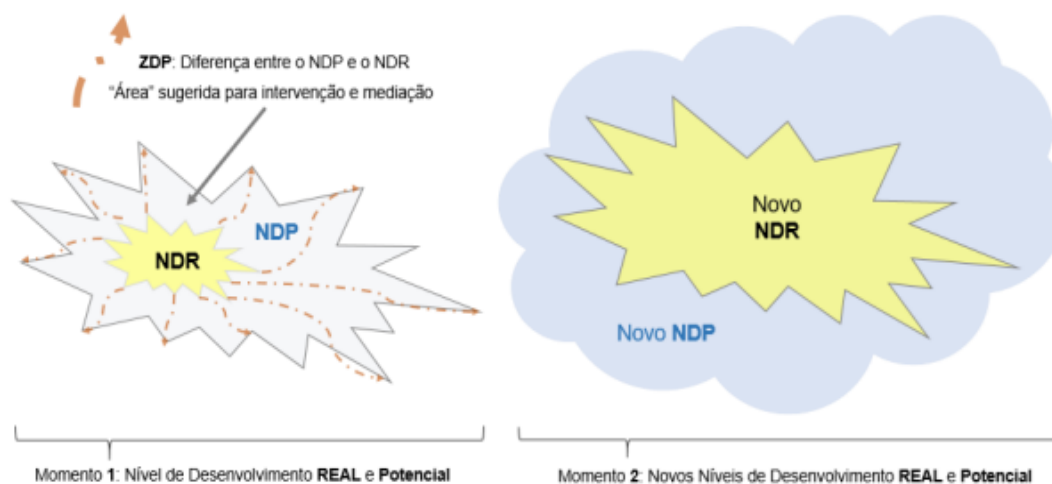 ZDP: Diferença entre o NDP e o NDR
"Área" sugerida para intervenção e mediação
NDP
NDR
Novo
NDR
Novo NDP
Momento 1: Nível de Desenvolvimento REAL e Potencial
Momento 2: Novos Níveis de Desenvolvimento REAL e Potencial